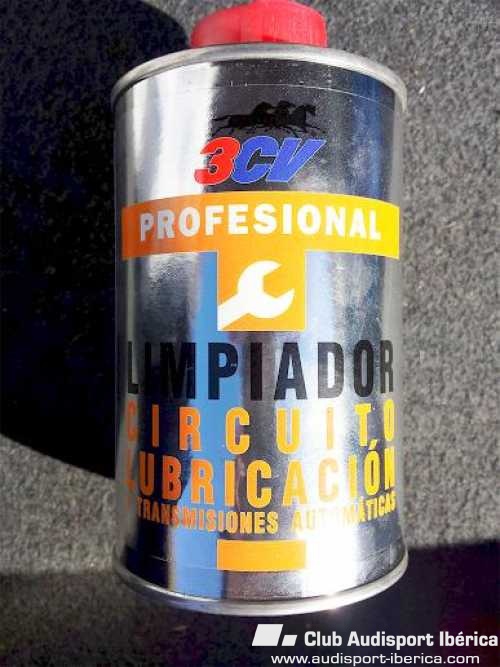 3CV
PROFESIONAL
LIMPIADOR
CIRCUITO
LUBRICACIÓN
TRANSMISIONES AUTOMÁTICAS
Club Audisport Ibérica
www.audisport-iberica.com